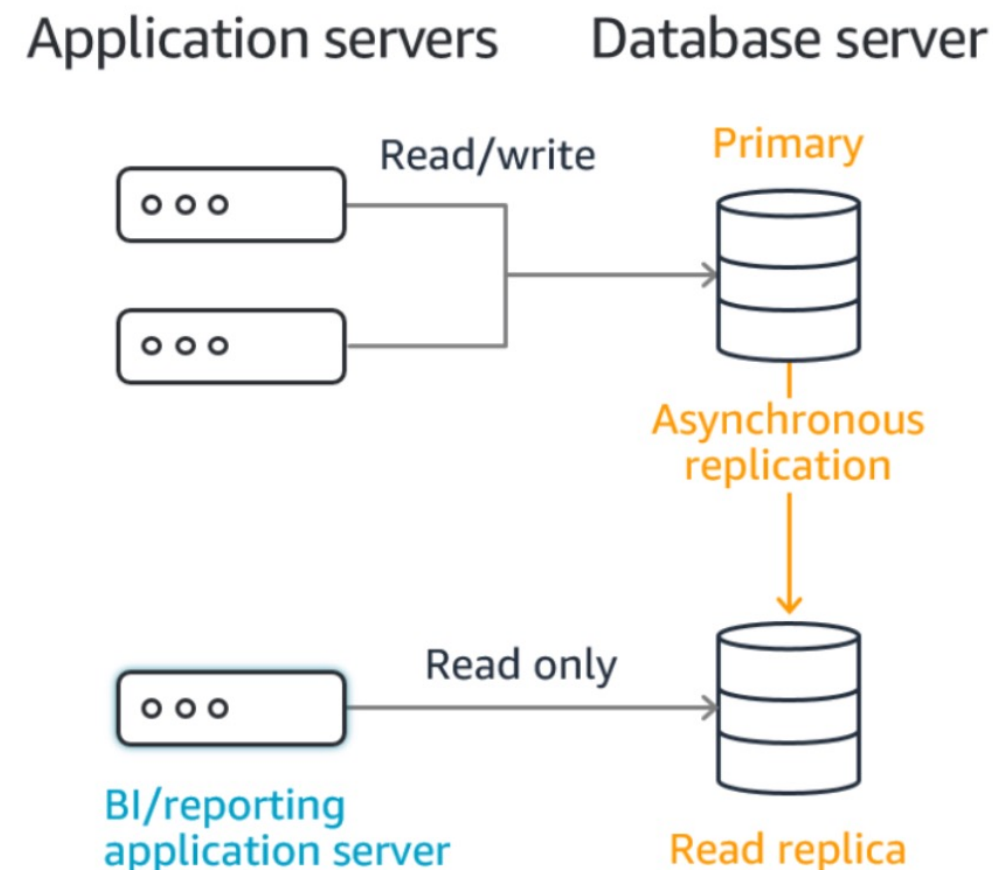 Application servers
Database server
Read/write
Primary
Asynchronous
replication
Read only
BI/reporting
application server
Read replica